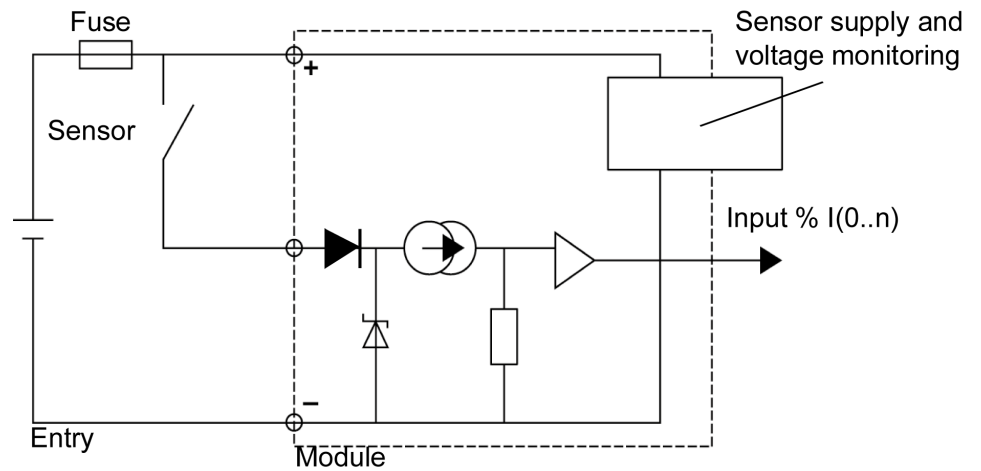 Fuse
Sensor supply and
voltage monitoring
+
Sensor
Input % I(0..n)
–
Entry
Module